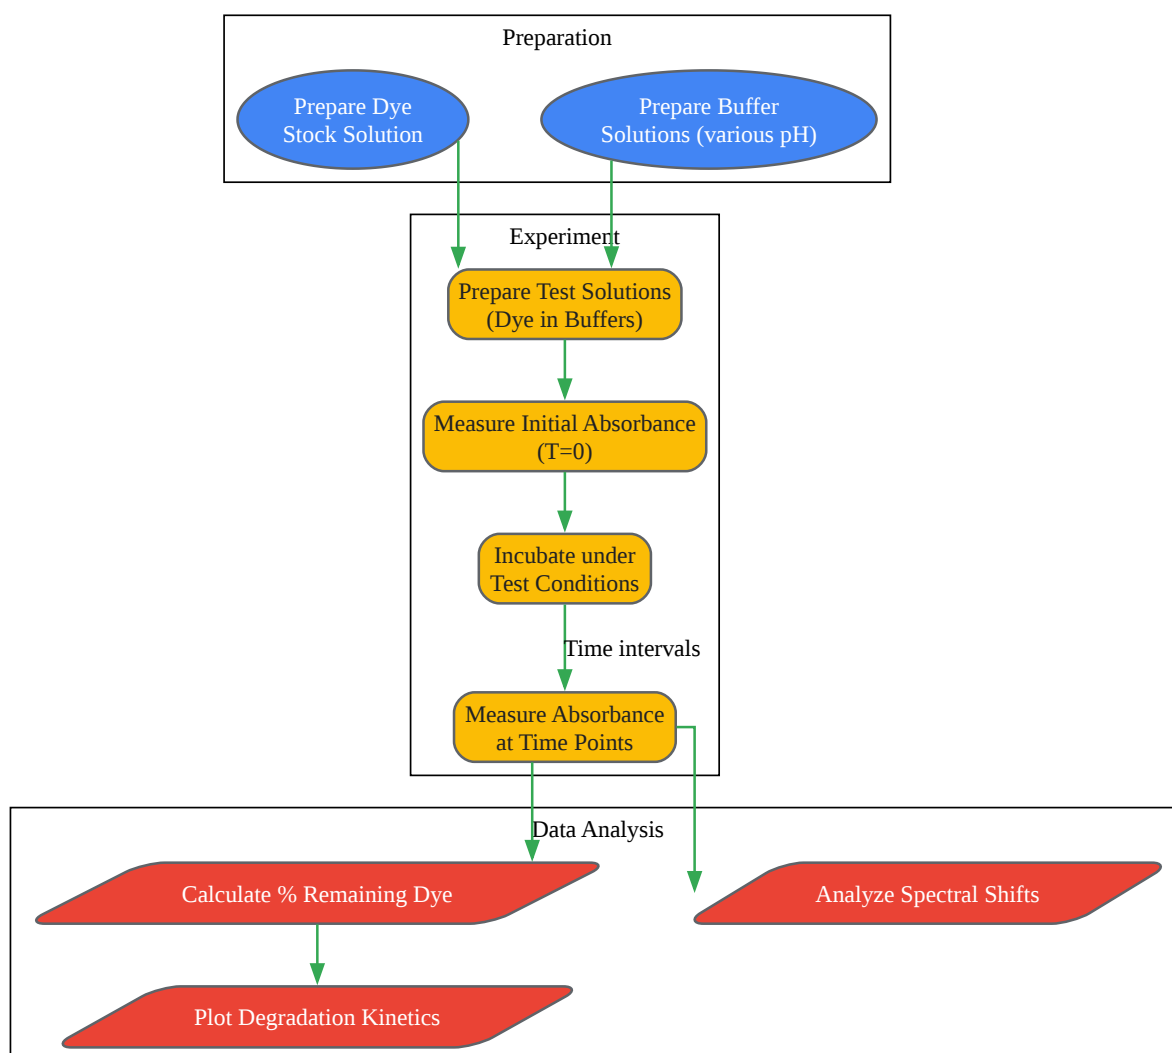 Preparation
Prepare Dye
Stock Solution
Prepare Buffer
Solutions (various pH)
Experiment
Prepare Test Solutions
(Dye in Buffers)
Measure Initial Absorbance
(T=0)
Incubate under
Test Conditions
Time intervals
Measure Absorbance
at Time Points
Data Analysis
Calculate % Remaining Dye
Analyze Spectral Shifts
Plot Degradation Kinetics